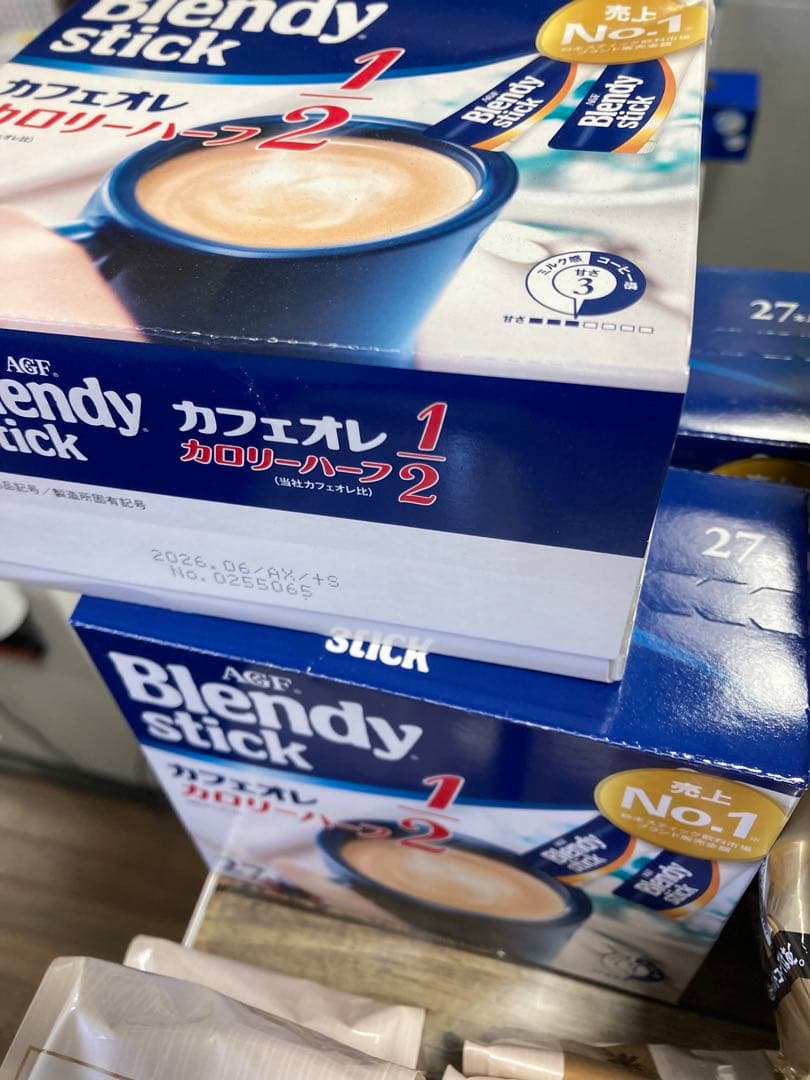 Blendy
stick
カフェオレ
カロリーハーフ
1/2
売上
No.1
AGF
Blendy
stick
AGF
Blendy
stick
ミルク感
コーヒー感
甘さ
3
甘さ
27
AGF®
lendy
tick
カフェオレ
カロリーハーフ
1/2
(当社カフェオレ比)
品記号/製造所固有記号
2026.06/AX/+S
No.0255065
27
stick
AGF®
Blendy
stick
カフェオレ
カロリーハーフ
1/2
売上
No.1
27